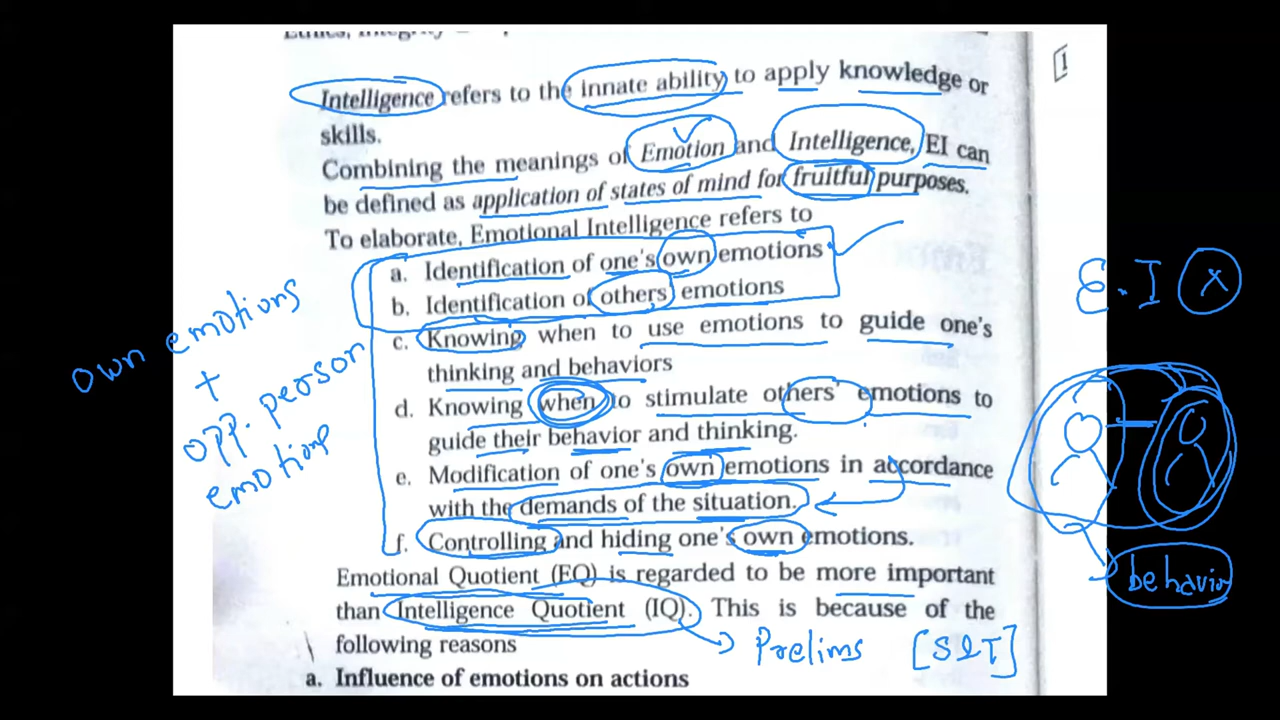 Intelligence refers to the innate ability to apply knowledge or
skills.
Combining the meanings of Emotion and Intelligence, EI can
be defined as application of states of mind for fruitful purposes.
To elaborate, Emotional Intelligence refers to
a. Identification of one's own emotions
b. Identification of others emotions
c. Knowing when to use emotions to guide one's
thinking and behaviors
d. Knowing when to stimulate others' emotions to
guide their behavior and thinking.
e. Modification of one's own emotions in accordance
with the demands of the situation.
f. Controlling and hiding one's own emotions.
Emotional Quotient (EQ) is regarded to be more important
than Intelligence Quotient (IQ). This is because of the
following reasons
a. Influence of emotions on actions
own emotions
+
opp. person
emotions
E.I X
behavior
Prelims